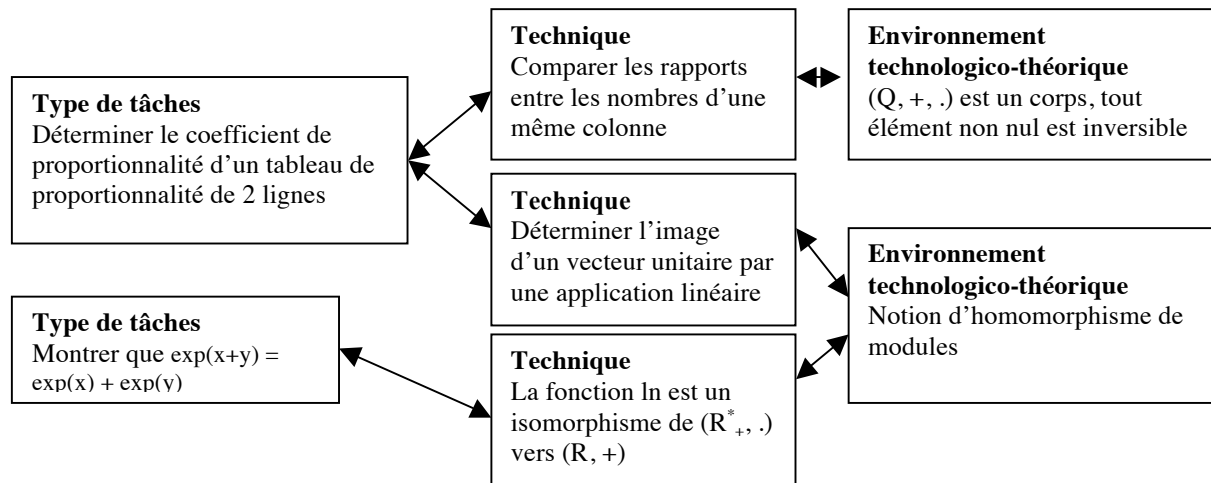 Type de tâches
Déterminer le coefficient de
proportionnalité d'un tableau de
proportionnalité de 2 lignes
Type de tâches
Montrer que exp(x+y) =
exp(x) + exp(y)
Technique
Comparer les rapports
entre les nombres d'une
même colonne
Technique
Déterminer l'image
d'un vecteur unitaire par
une application linéaire
Technique
La fonction ln est un
isomorphisme de (R*+, .)
vers (R, +)
Environnement
technologico-théorique
(Q, +, .) est un corps, tout
élément non nul est inversible
Environnement
technologico-théorique
Notion d'homomorphisme de
modules